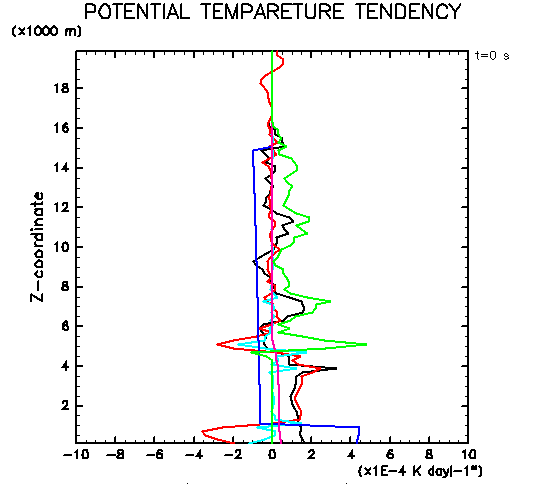 POTENTIAL TEMPARETURE TENDENCY
(×1000 m)
t=0 s
18
16
14
12
10
8
6
4
2
Z-coordinate
-10 -8 -6 -4 -2 0 2 4 6 8 10
(×1E-4 K day|-1")